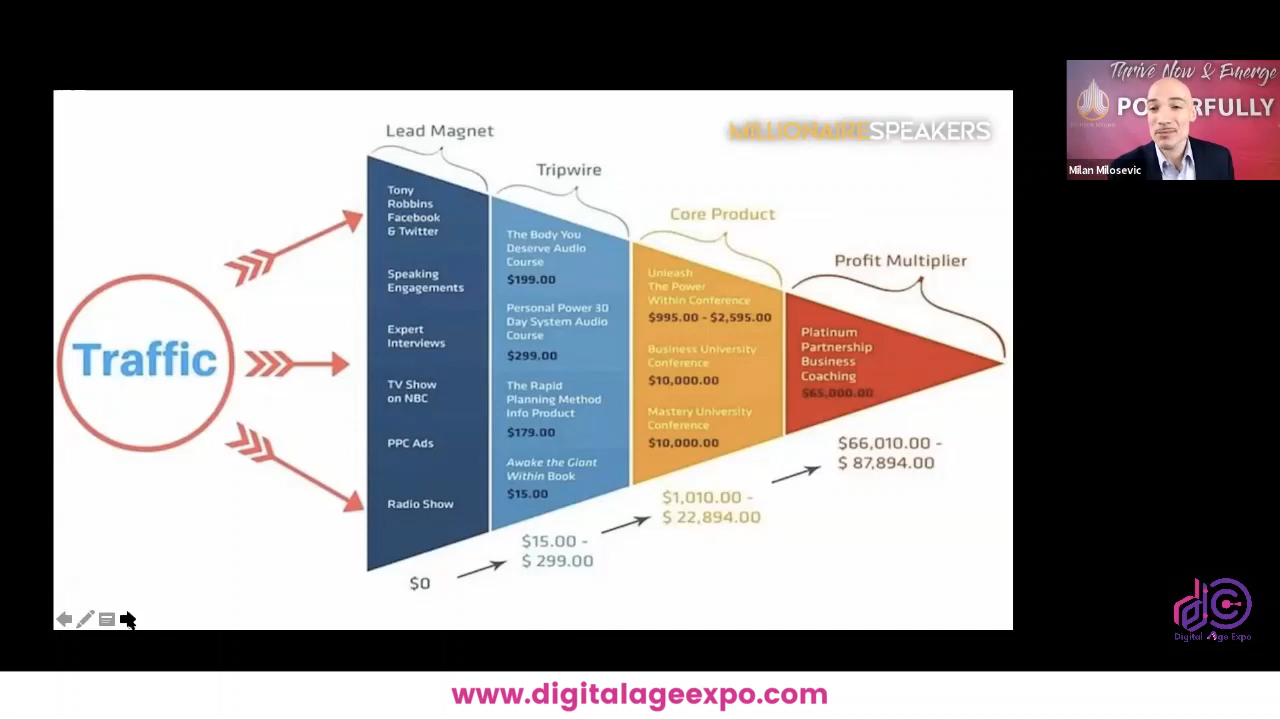 Lead Magnet
MILLIONAIRESPEAKERS
Tripwire
Core Product
Profit Multiplier
Traffic
Tony
Robbins
Facebook
& Twitter
Speaking
Engagements
Expert
Interviews
TV Show
on NBC
PPC Ads
Radio Show
$0
The Body You
Deserve Audio
Course
$199.00
Personal Power 30
Day System Audio
Course
$299.00
The Rapid
Planning Method
Info Product
$179.00
Awake the Giant
Within Book
$15.00
$15.00 -
$ 299.00
Unleash
The Power
Within Conference
$995.00 - $2,595.00
Business University
Conference
$10,000.00
Mastery University
Conference
$10,000.00
$1,010.00 -
$ 22,894.00
Platinum
Partnership
Business
Coaching
$65,000.00
$66,010.00 -
$ 87,894.00
Thrive Now & Emerge
POWERFULLY
Milan Milosevic
Digital Age Expo
www.digitalageexpo.com